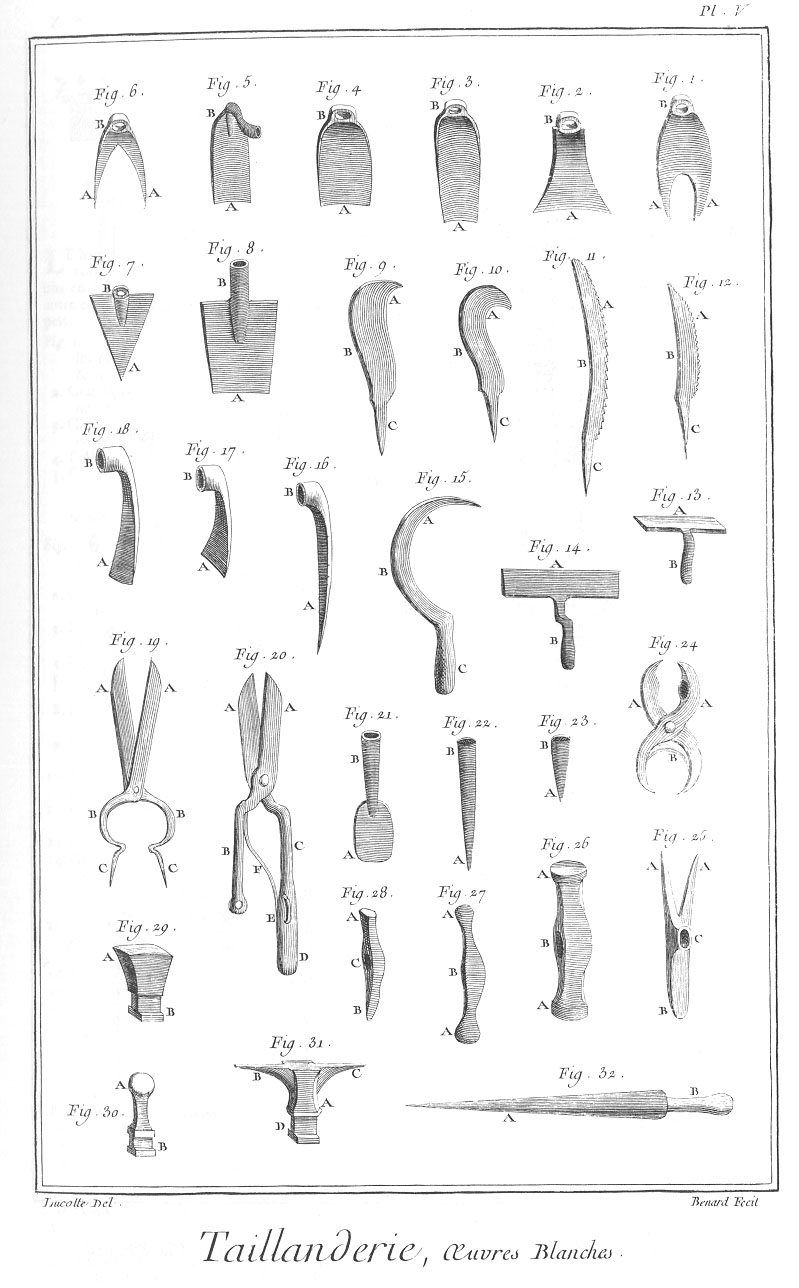 Pl. V
Fig. 6. Fig. 5. Fig. 4 Fig. 3. Fig. 2. Fig. 1.
B B B B B B
A A A A A A A A
Fig. 7. Fig. 8. Fig. 9. Fig. 10. Fig. 11. Fig. 12.
B B A A A A
A A B B B B
C C C C
Fig. 18. Fig. 17. Fig. 16. Fig. 15. Fig. 14. Fig. 13.
B B B A A A
A A A B B B
C
Fig. 19. Fig. 20. Fig. 21. Fig. 22. Fig. 23. Fig. 24
A A A A B B B A A
B B B C A A A B
C C F E D
Fig. 28. Fig. 27 Fig. 26 Fig. 25.
A A A A A
C B B C
B A A B
Fig. 29.
A
B
Fig. 30. Fig. 31. Fig. 32.
A B C B
B A A
D
Lucotte Del. Benard Fecit
Taillanderie, Œuvres Blanches.